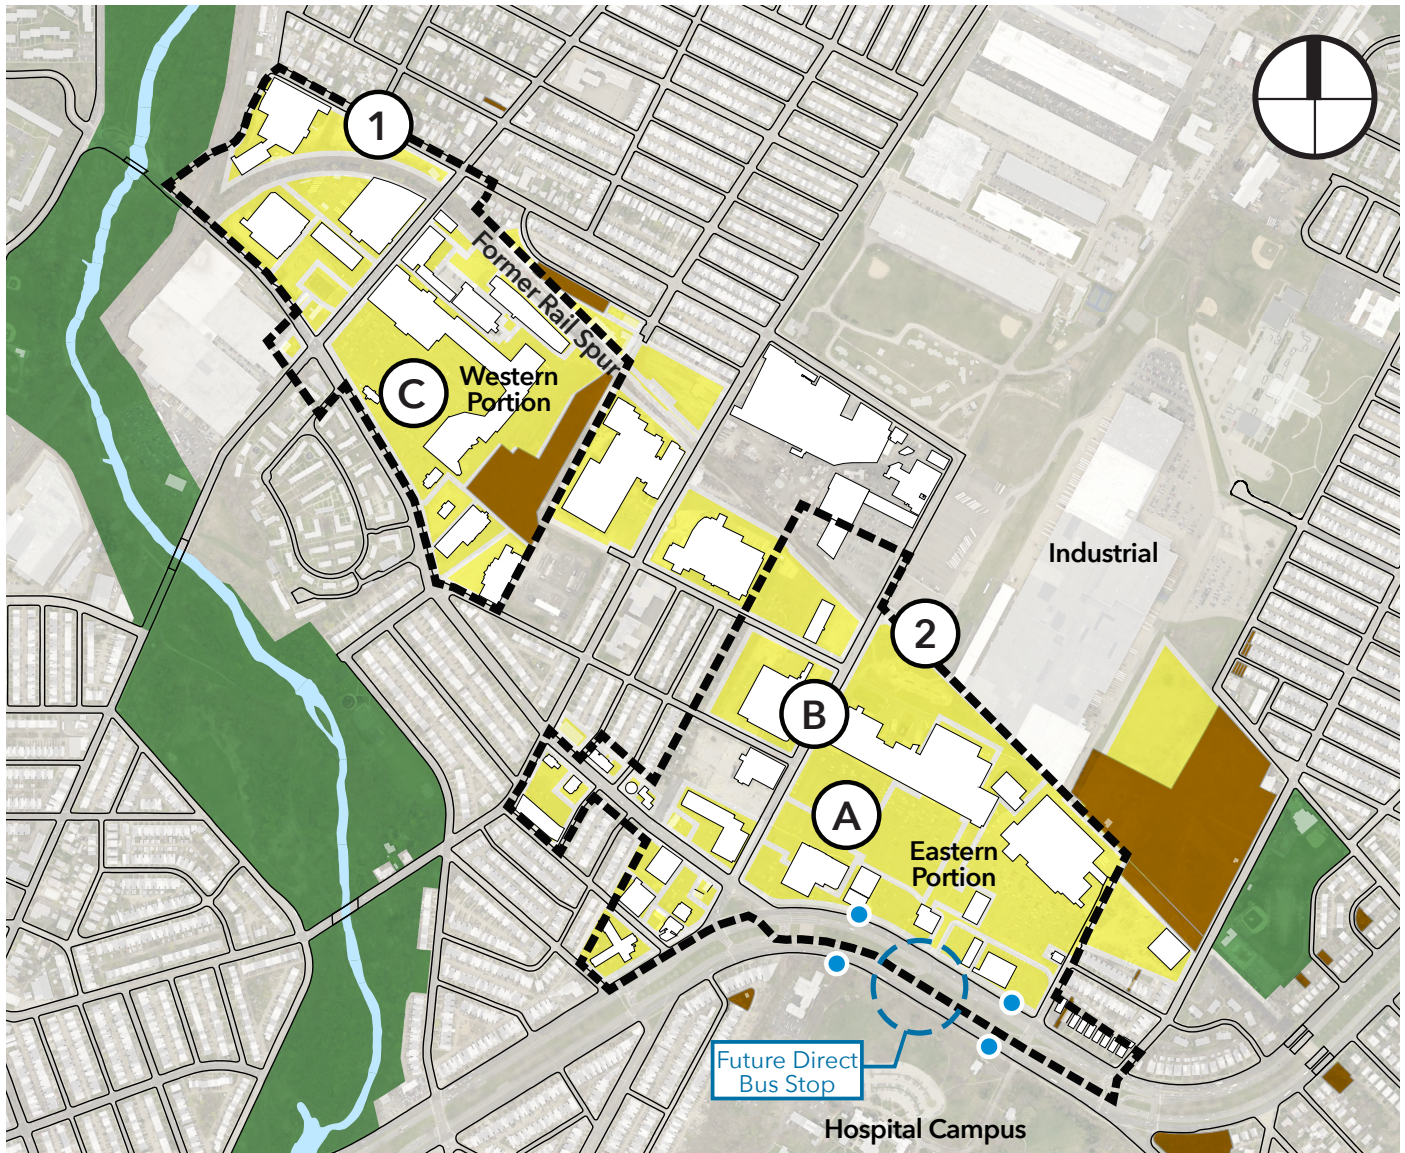 1
Former Rail Spur
C
Western
Portion
Industrial
2
B
A
Eastern
Portion
Future Direct
Bus Stop
Hospital Campus